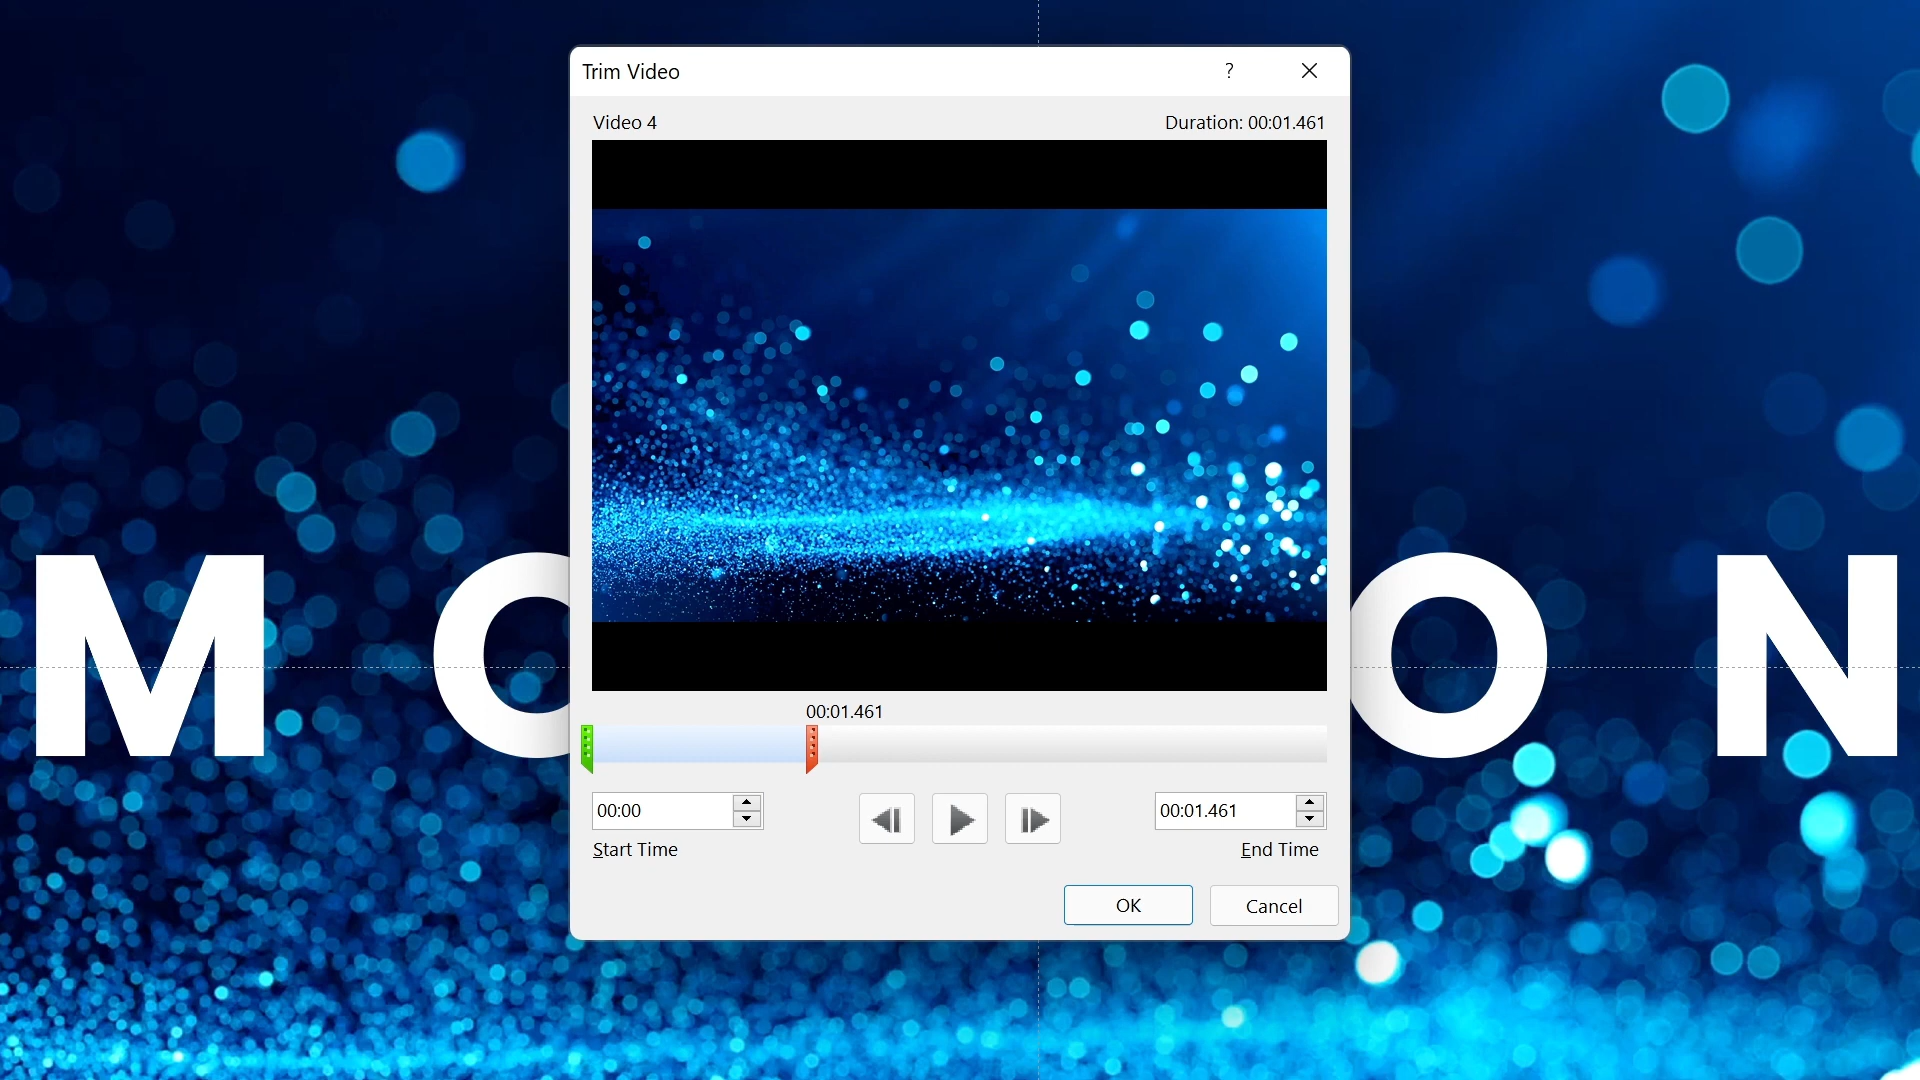 Trim Video ?
Video 4 Duration: 00:01.461
M O O N
00:01.461
00:00 00:01.461
Start Time End Time
OK Cancel